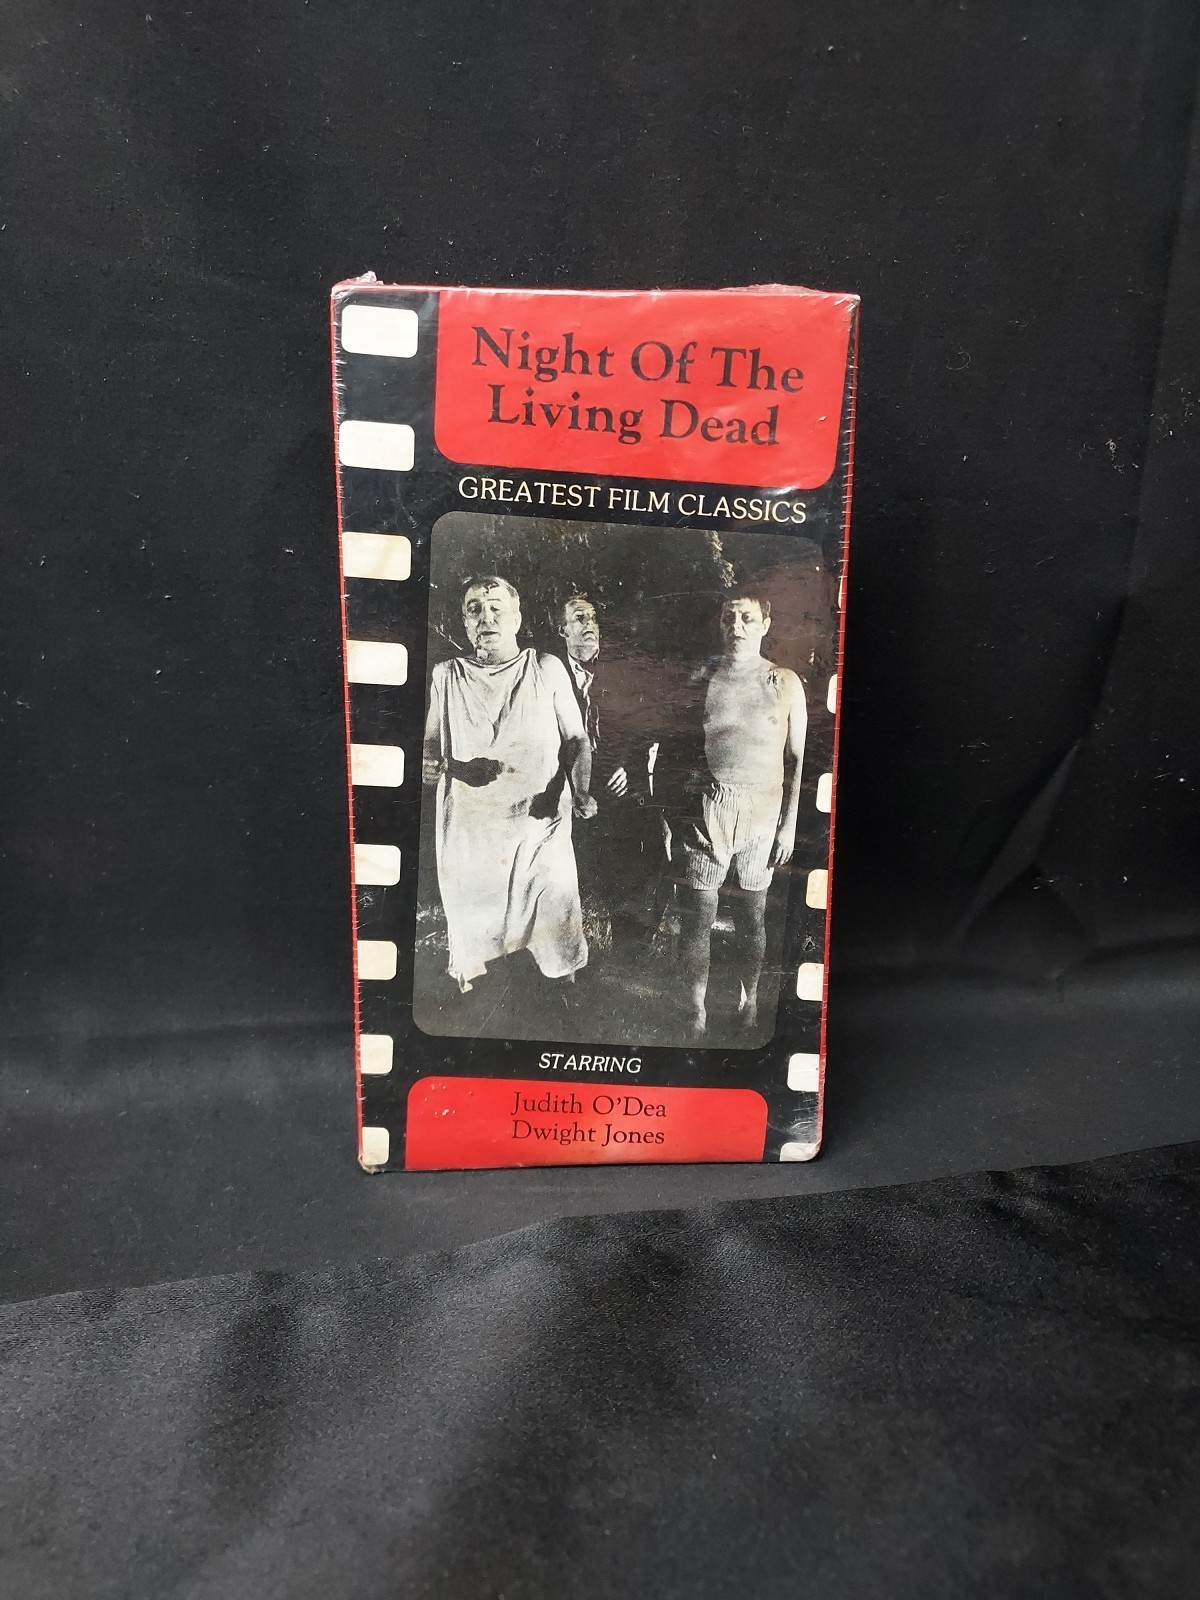 Night Of The
Living Dead
GREATEST FILM CLASSICS
STARRING
Judith O'Dea
Dwight Jones